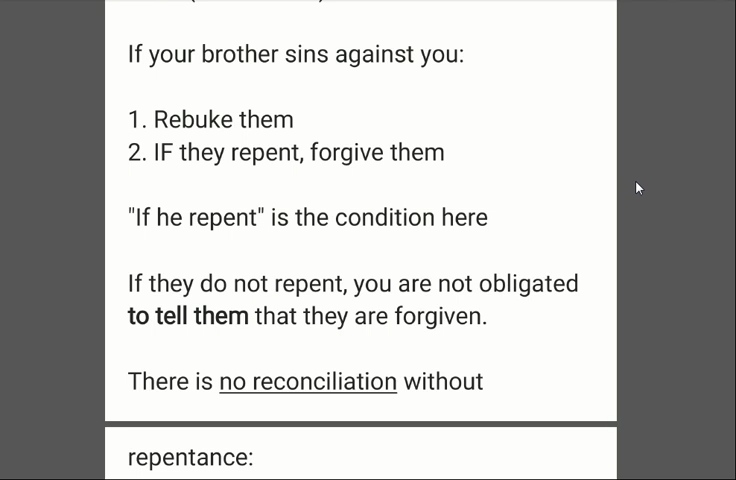 If your brother sins against you:
1. Rebuke them
2. IF they repent, forgive them
"If he repent" is the condition here
If they do not repent, you are not obligated
to tell them that they are forgiven.
There is no reconciliation without
repentance: